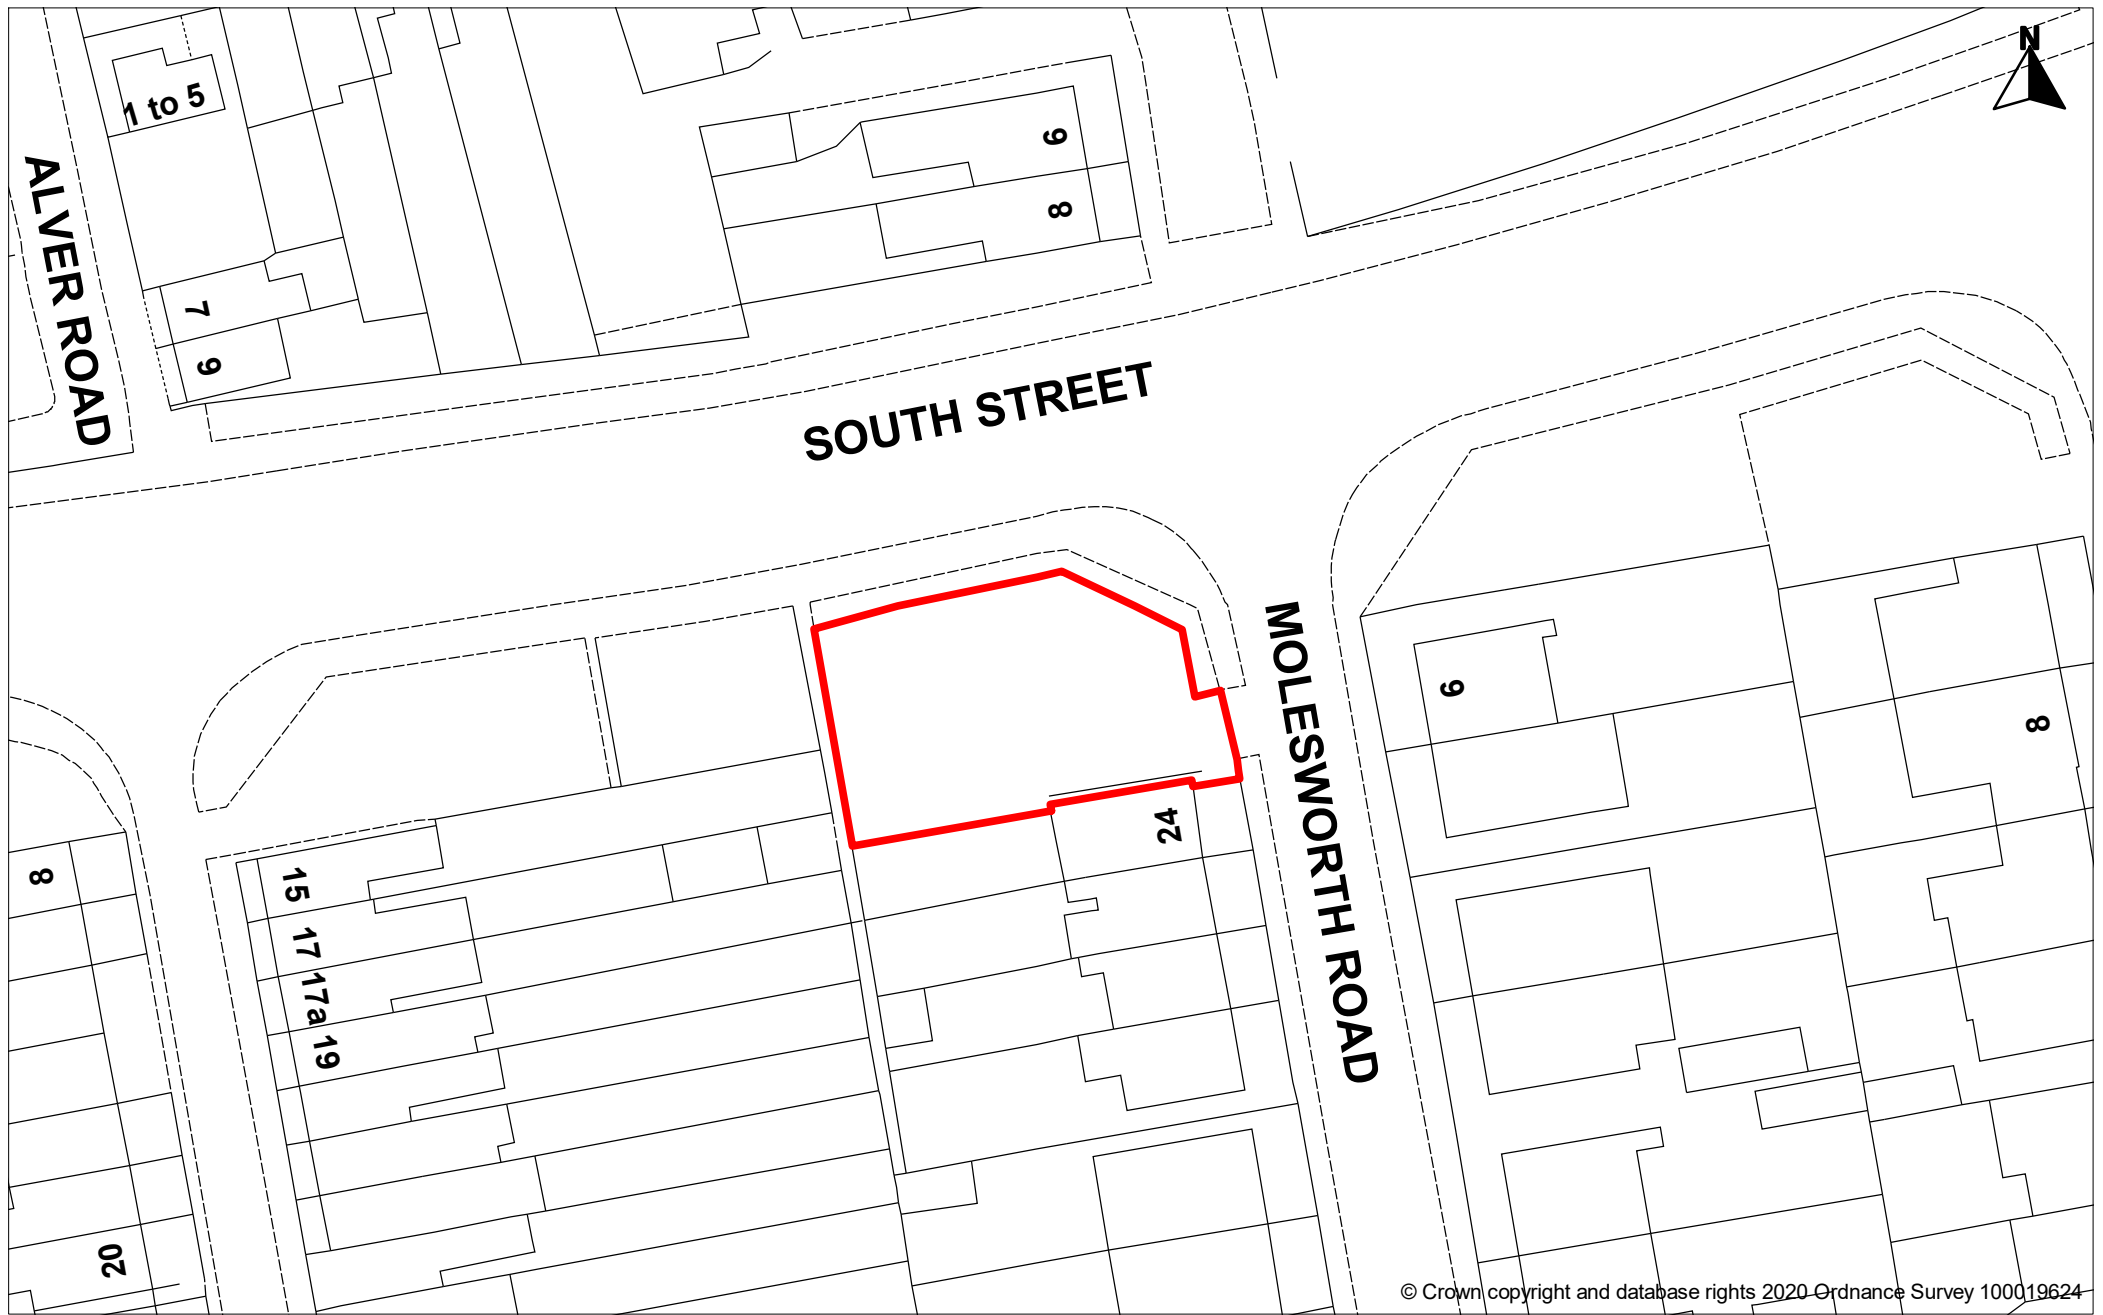 N
1 to 5
ALVER ROAD
9
8
7
9
SOUTH STREET
MOLESWORTH ROAD
9
8
24
8
15
17
17a
19
20
© Crown copyright and database rights 2020 Ordnance Survey 100019624